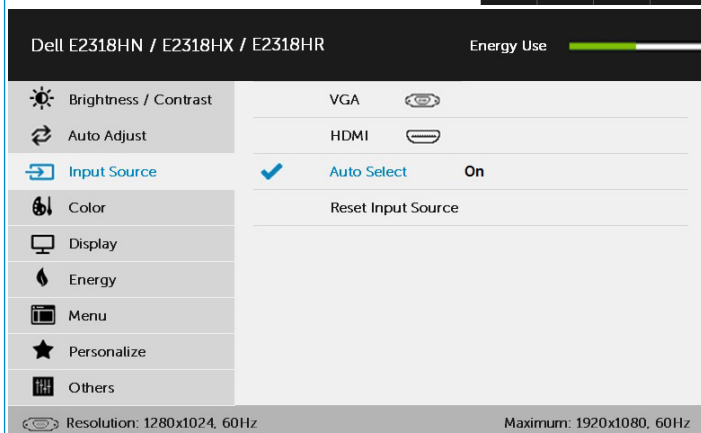 Dell E2318HN / E2318HX / E2318HR Energy Use
Brightness / Contrast VGA
Auto Adjust HDMI
Input Source Auto Select On
Color Reset Input Source
Display
Energy
Menu
Personalize
Others
Resolution: 1280x1024, 60Hz Maximum: 1920x1080, 60Hz